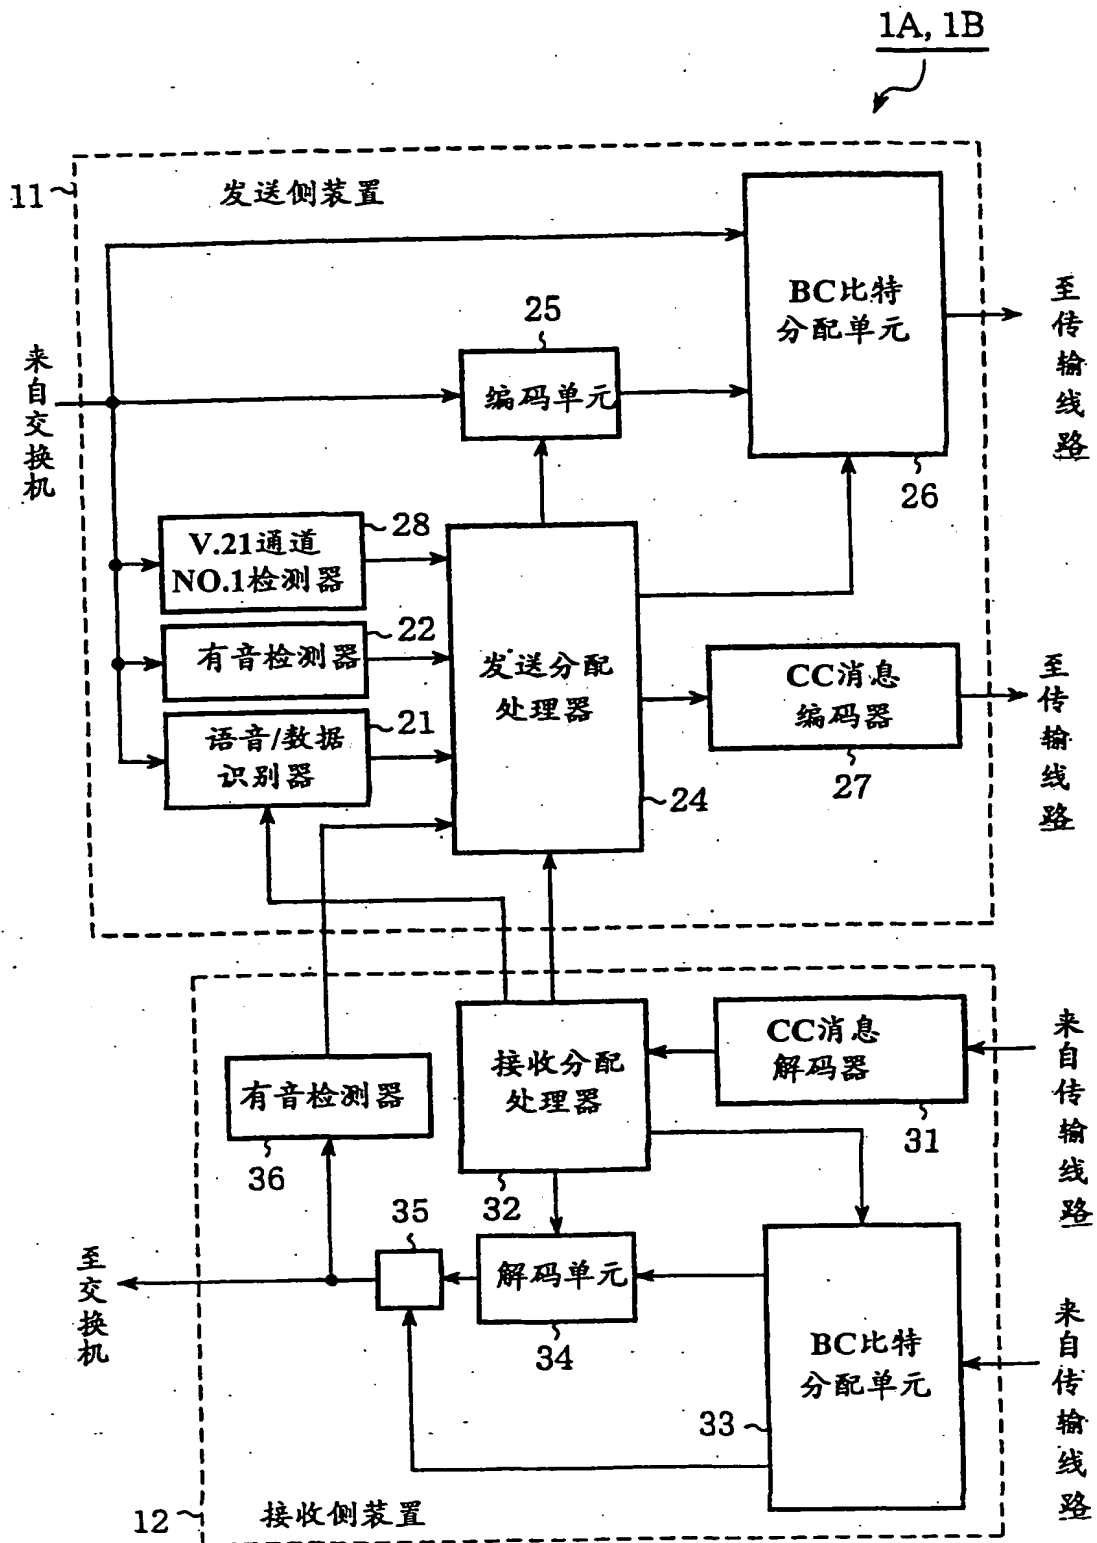 1A, 1B
11
发送侧装置
BC比特
分配单元
26
25
编码单元
来自交换机
至传输线路
V.21通道
NO.1检测器
28
有音检测器
22
语音/数据
识别器
21
发送分配
处理器
24
CC消息
编码器
27
至传输线路
接收分配
处理器
32
CC消息
解码器
31
来自传输线路
有音检测器
36
35
解码单元
34
至交换机
BC比特
分配单元
33
来自传输线路
12
接收侧装置